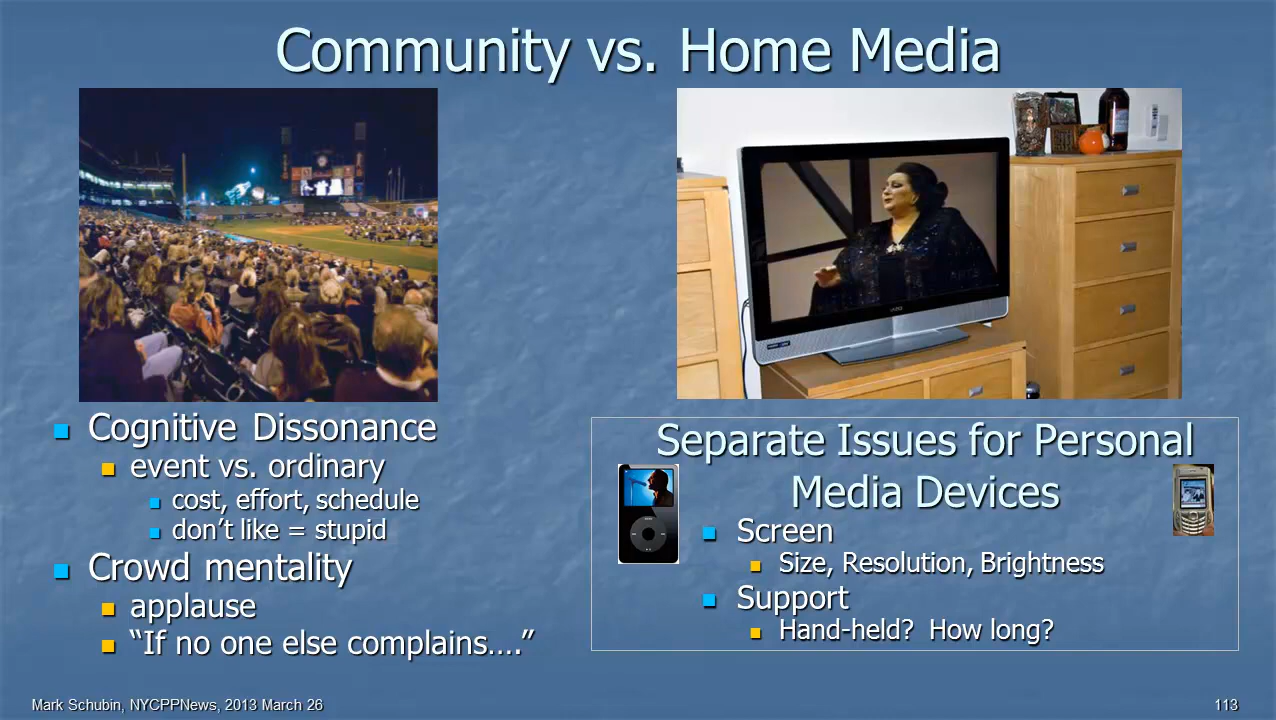 Community vs. Home Media
Cognitive Dissonance
event vs. ordinary
cost, effort, schedule
don’t like = stupid
Crowd mentality
applause
“If no one else complains….”
Separate Issues for Personal
Media Devices
Screen
Size, Resolution, Brightness
Support
Hand-held?  How long?
Mark Schubin, NYCPPNews, 2013 March 26
113